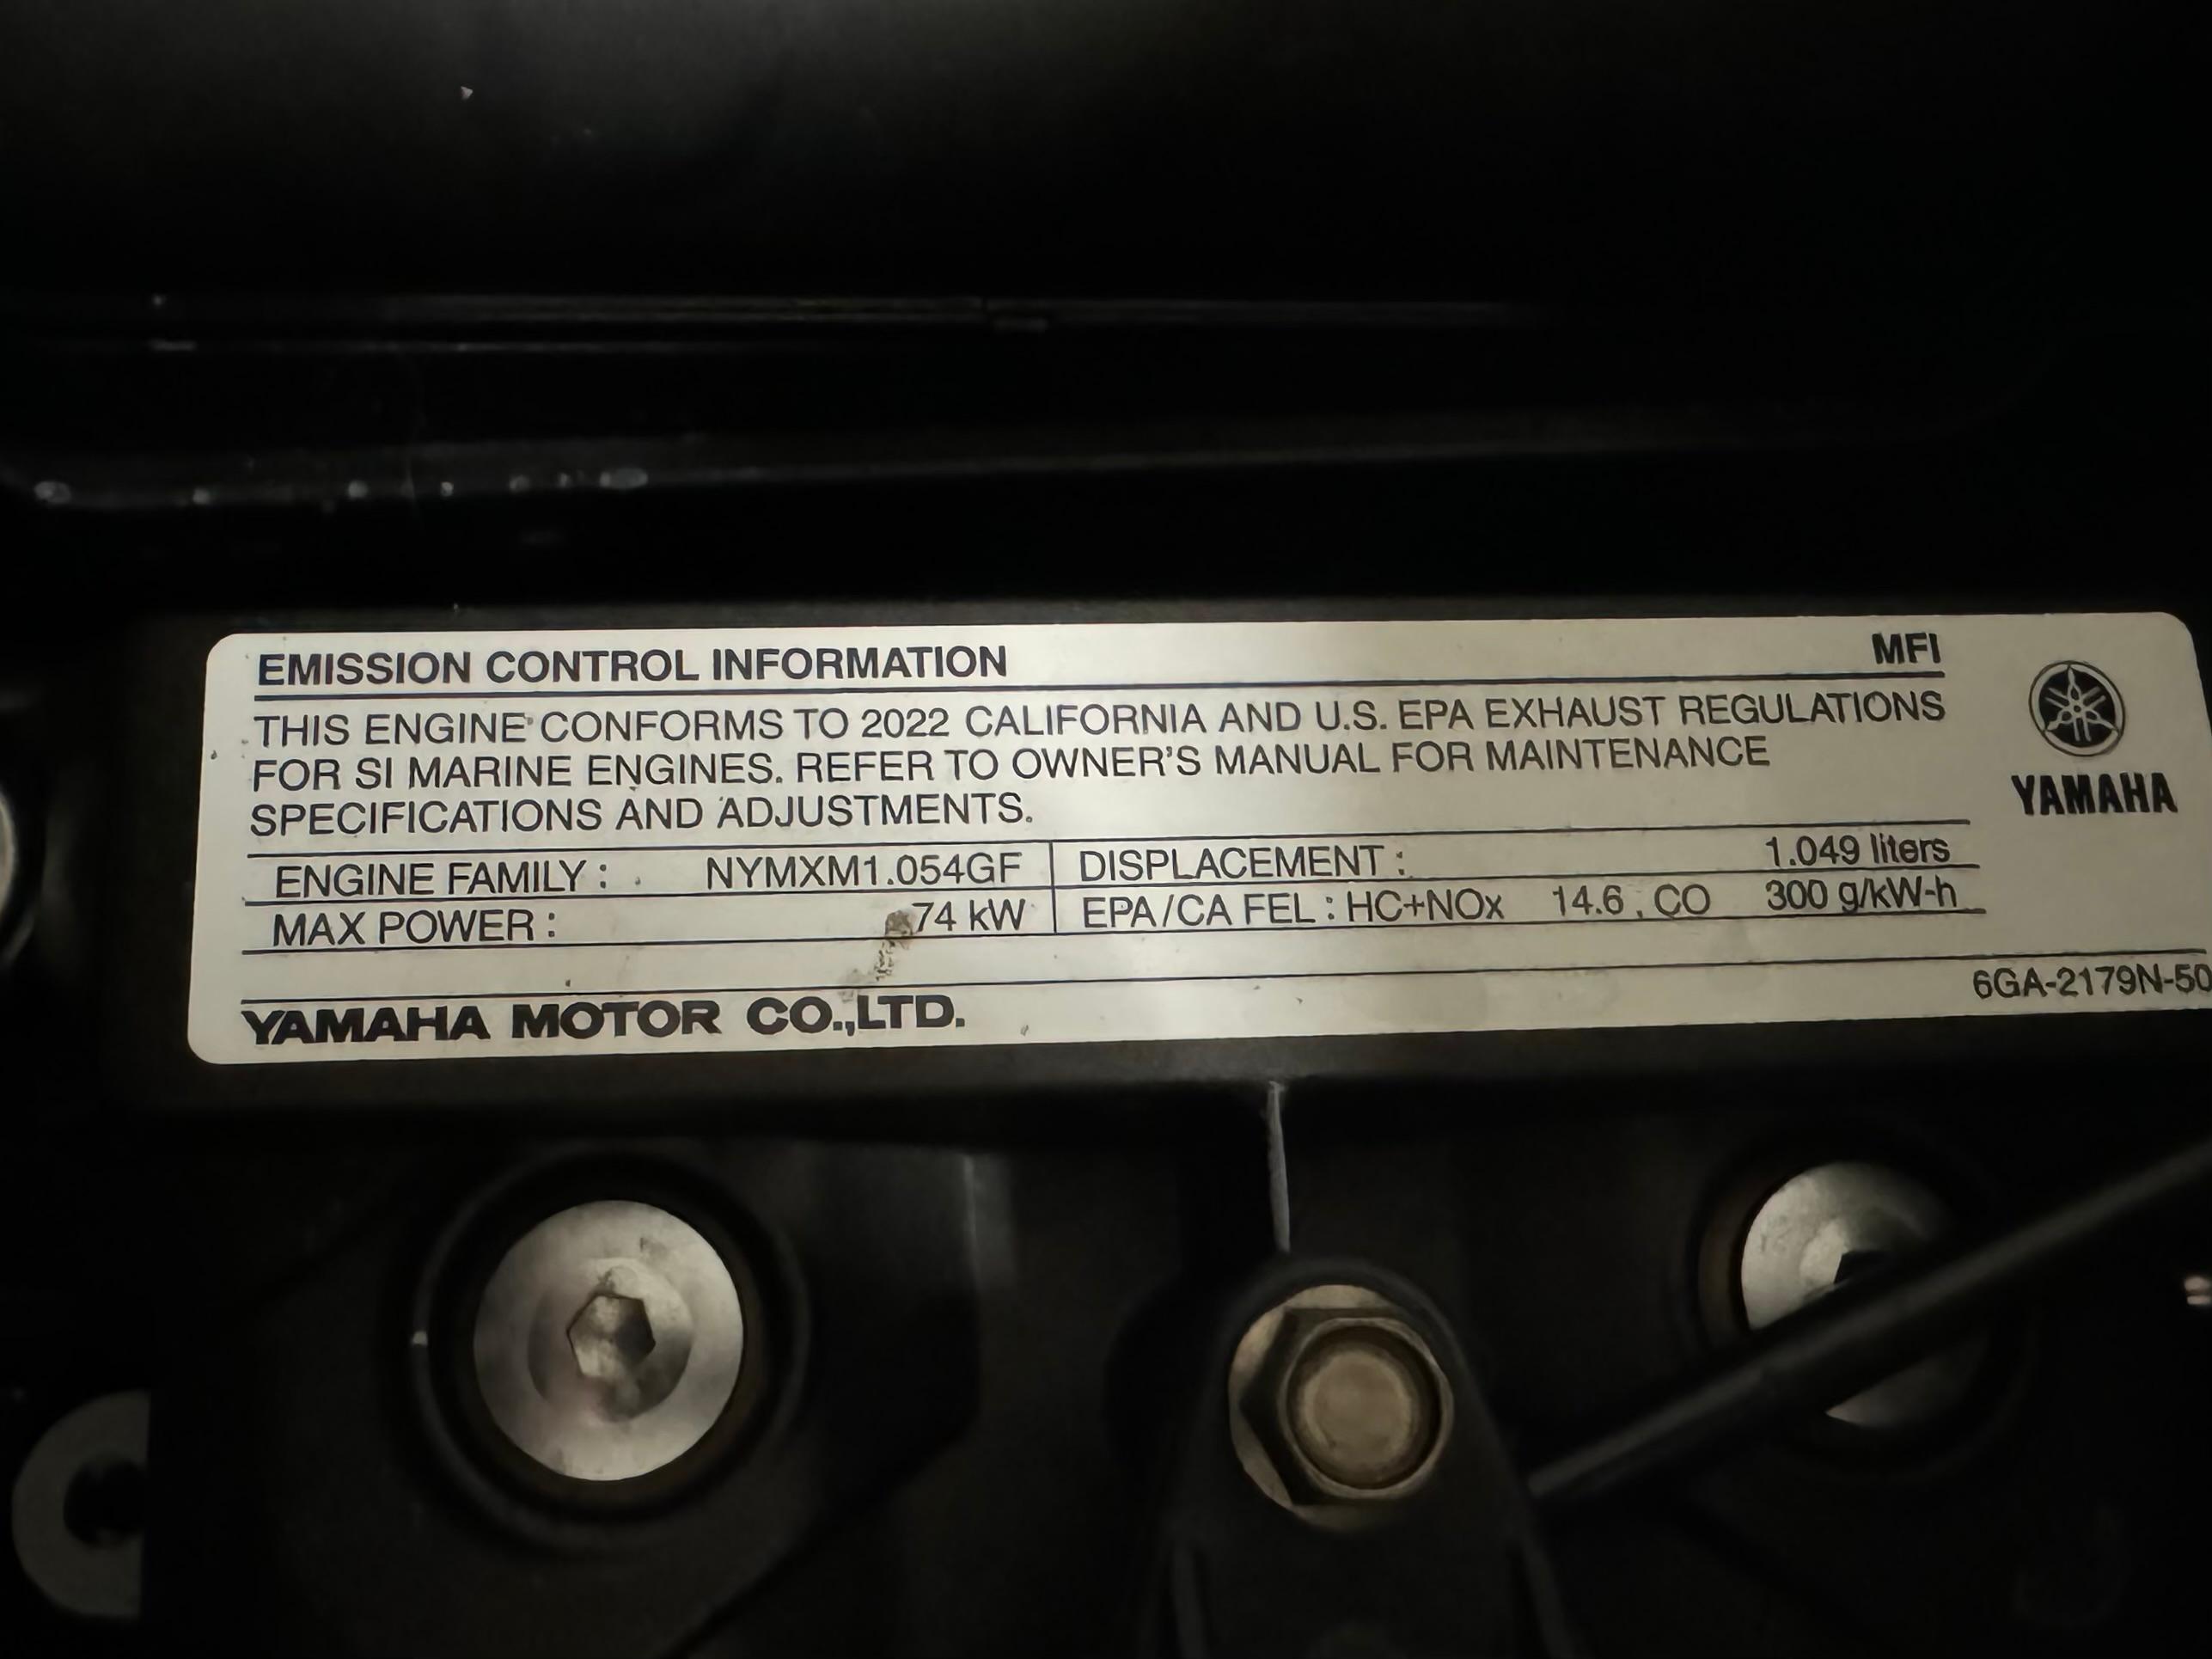 EMISSION CONTROL INFORMATION MFI
THIS ENGINE CONFORMS TO 2022 CALIFORNIA AND U.S. EPA EXHAUST REGULATIONS
FOR SI MARINE ENGINES. REFER TO OWNER'S MANUAL FOR MAINTENANCE
SPECIFICATIONS AND ADJUSTMENTS.
YAMAHA
ENGINE FAMILY : NYMXM1.054GF DISPLACEMENT : 1.049 liters
MAX POWER : 74 kW EPA/CA FEL : HC+NOx 14.6 , CO 300 g/kW-h
6GA-2179N-50
YAMAHA MOTOR CO.,LTD.